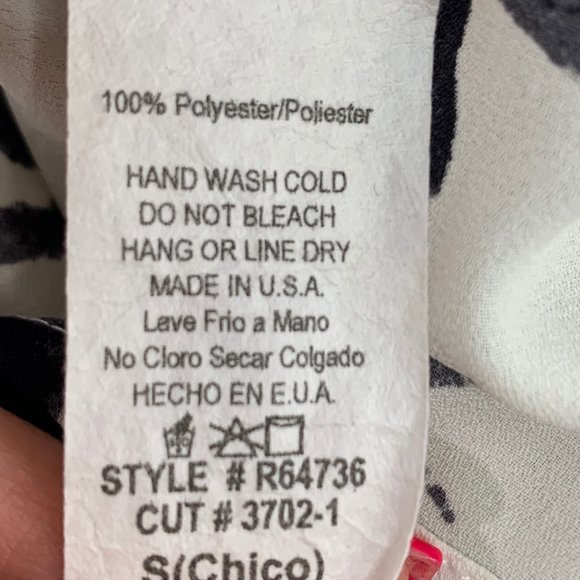 100% Polyester/Poliester
HAND WASH COLD
DO NOT BLEACH
HANG OR LINE DRY
MADE IN U.S.A.
Lave Frio a Mano
No Cloro Secar Colgado
HECHO EN E.U.A.
STYLE # R64736
CUT # 3702-1
S(Chico)